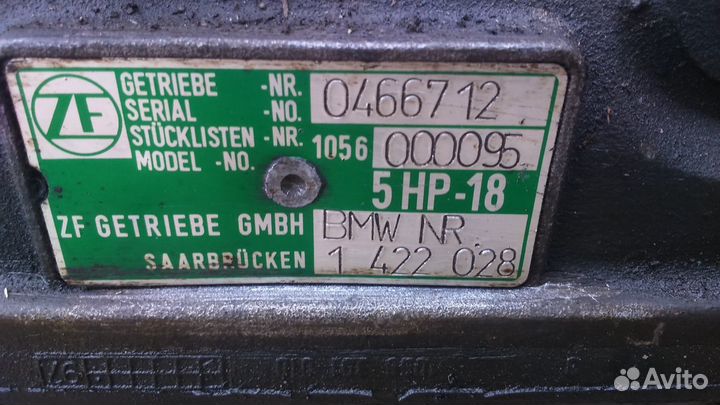 ZF
GETRIEBE -NR. 0466712
SERIAL -NO.
STÜCKLISTEN -NR. 1056 000095
MODEL -NO.
5 HP-18
ZF GETRIEBE GMBH BMW NR.
SAARBRÜCKEN 1 422 028
Avito